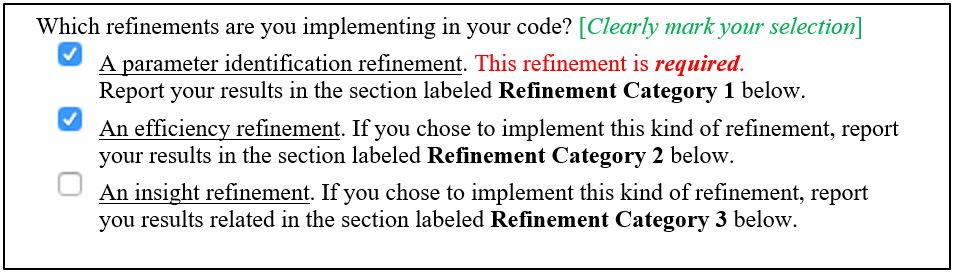 Which refinements are you implementing in your code? [Clearly mark your selection]
A parameter identification refinement. This refinement is required.
Report your results in the section labeled Refinement Category 1 below.
An efficiency refinement. If you chose to implement this kind of refinement, report
your results in the section labeled Refinement Category 2 below.
An insight refinement. If you chose to implement this kind of refinement, report
you results related in the section labeled Refinement Category 3 below.